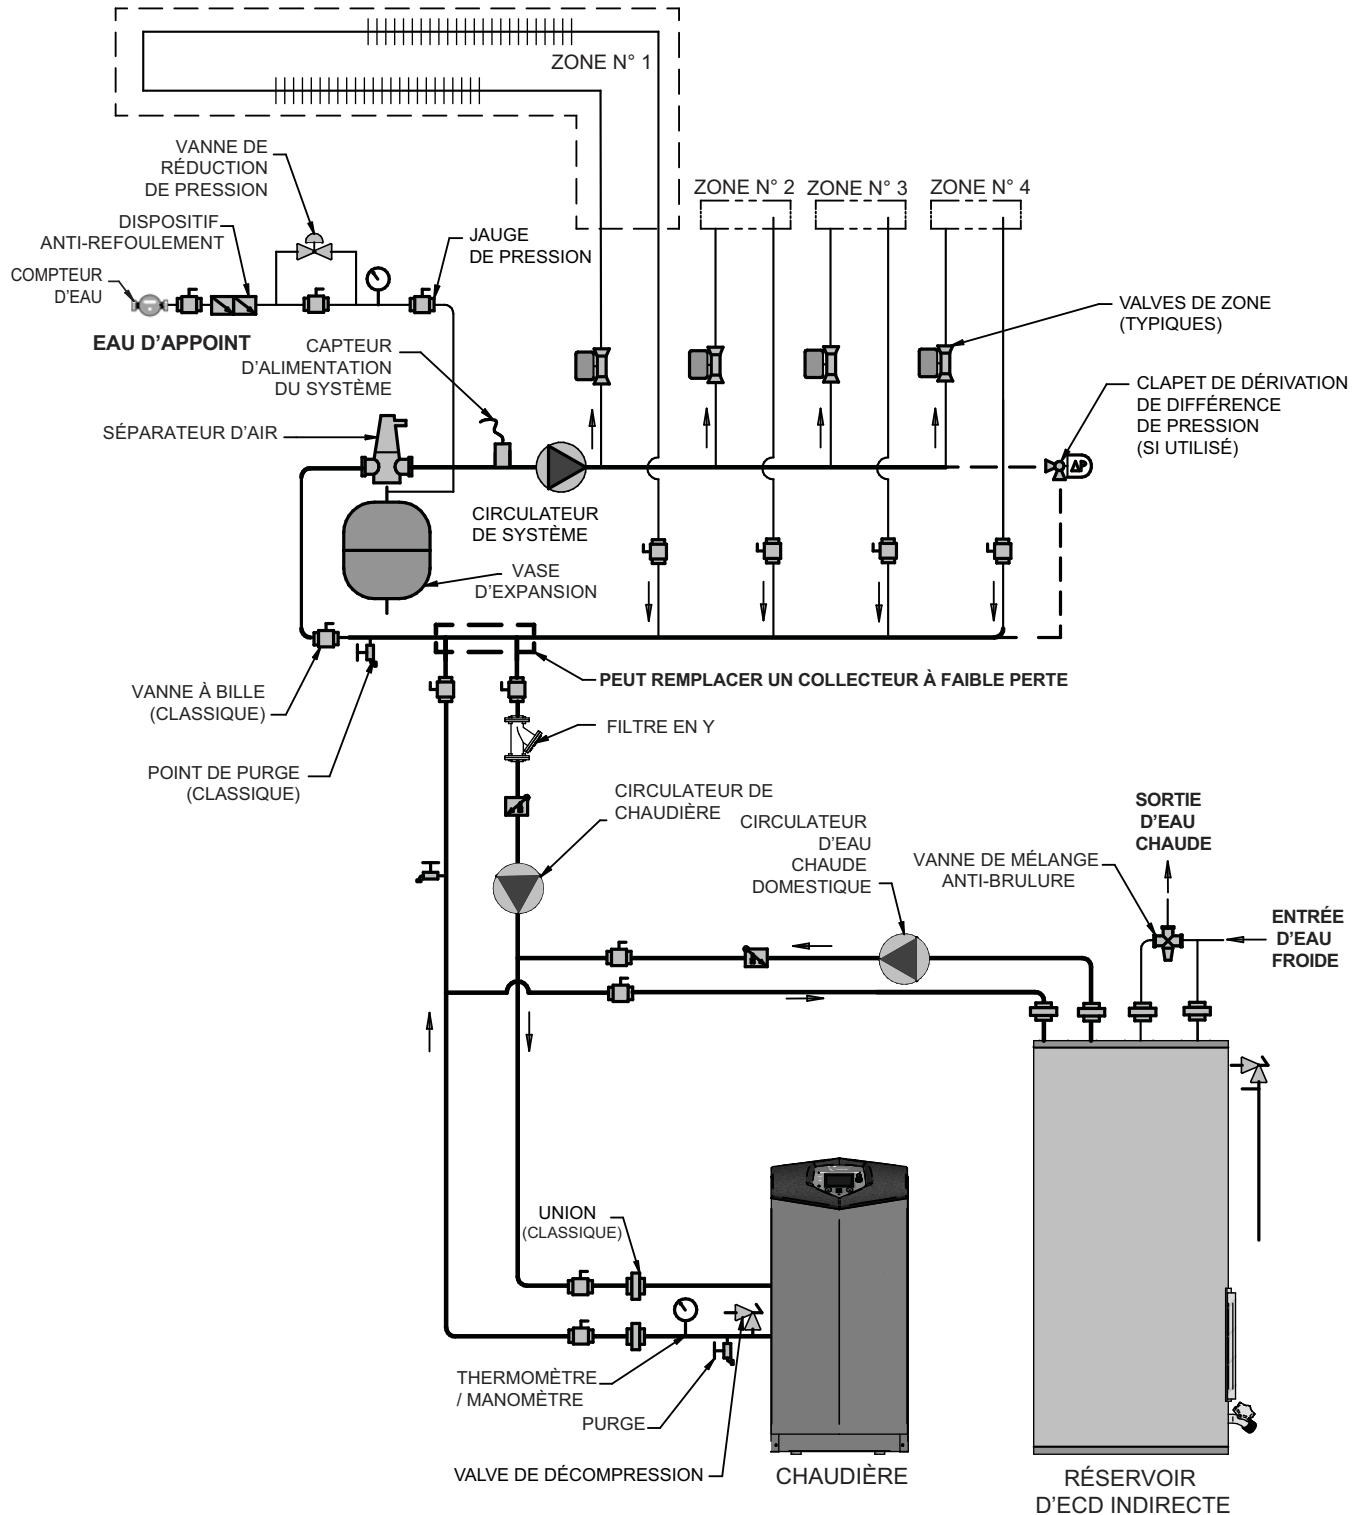 ZONE N° 1
VANNE DE
RÉDUCTION
DE PRESSION
ZONE N° 2
ZONE N° 3
ZONE N° 4
DISPOSITIF
ANTI-REFOULEMENT
JAUGE
DE PRESSION
COMPTEUR
D'EAU
EAU D'APPOINT
VALVES DE ZONE
(TYPIQUES)
CAPTEUR
D'ALIMENTATION
DU SYSTÈME
CLAPET DE DÉRIVATION
DE DIFFÉRENCE
DE PRESSION
(SI UTILISÉ)
SÉPARATEUR D'AIR
ΔP
CIRCULATEUR
DE SYSTÈME
VASE
D'EXPANSION
PEUT REMPLACER UN COLLECTEUR À FAIBLE PERTE
VANNE À BILLE
(CLASSIQUE)
FILTRE EN Y
POINT DE PURGE
(CLASSIQUE)
CIRCULATEUR DE
CHAUDIÈRE
CIRCULATEUR
D'EAU
CHAUDE
DOMESTIQUE
SORTIE
D'EAU
CHAUDE
VANNE DE MÉLANGE
ANTI-BRULURE
ENTRÉE
D'EAU
FROIDE
UNION
(CLASSIQUE)
THERMOMÈTRE
/ MANOMÈTRE
PURGE
VALVE DE DÉCOMPRESSION
CHAUDIÈRE
RÉSERVOIR
D'ECD INDIRECTE